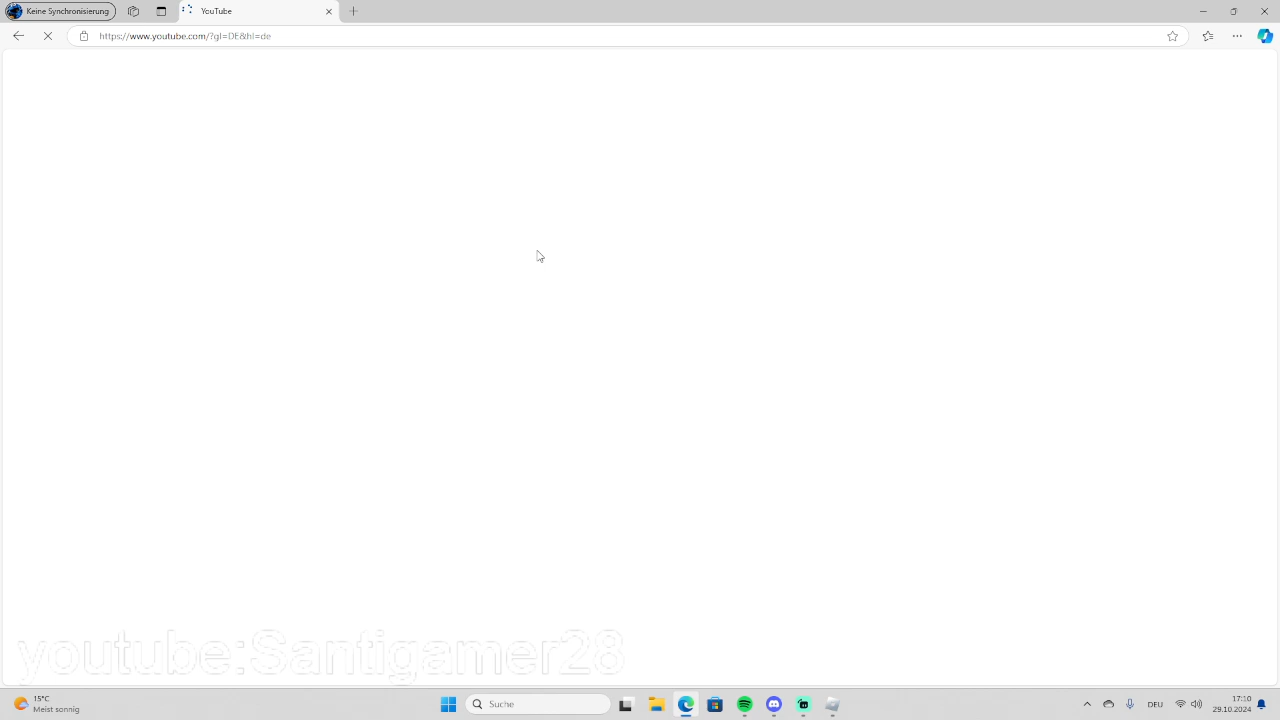 Keine Synchronisierung
YouTube
https://www.youtube.com/?gl=DE&hl=de
youtube:Santigamer28
15°C
Meist sonnig
Suche
DEU
17:10
29.10.2024